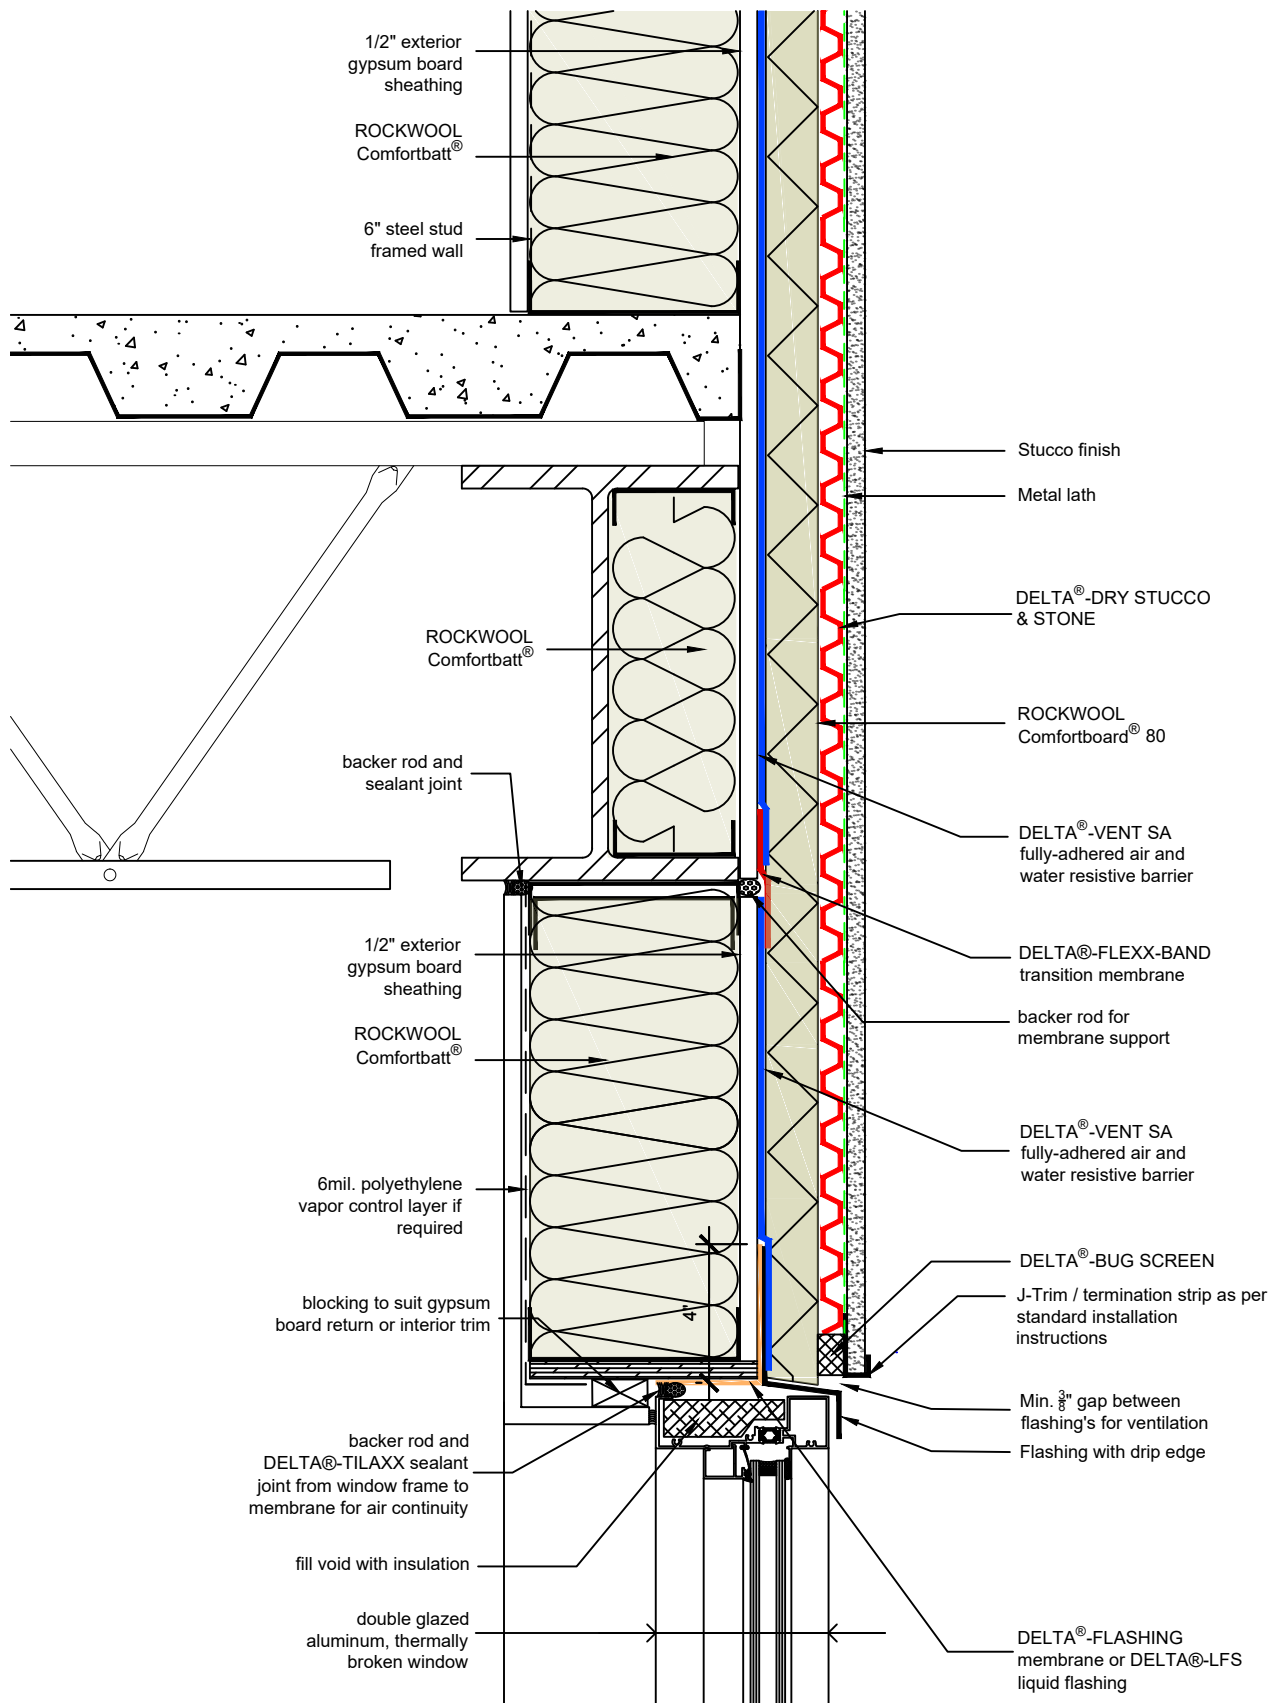 1/2" exterior
gypsum board
sheathing
ROCKWOOL
Comfortbatt®
6" steel stud
framed wall
Stucco finish
Metal lath
DELTA®-DRY STUCCO
& STONE
ROCKWOOL
Comfortbatt®
ROCKWOOL
Comfortboard® 80
backer rod and
sealant joint
DELTA®-VENT SA
fully-adhered air and
water resistive barrier
1/2" exterior
gypsum board
sheathing
DELTA®-FLEXX-BAND
transition membrane
backer rod for
membrane support
ROCKWOOL
Comfortbatt®
DELTA®-VENT SA
fully-adhered air and
water resistive barrier
6mil. polyethylene
vapor control layer if
required
DELTA®-BUG SCREEN
J-Trim / termination strip as per
standard installation
instructions
blocking to suit gypsum
board return or interior trim
4"
Min. 3/8" gap between
flashing's for ventilation
Flashing with drip edge
backer rod and
DELTA®-TILAXX sealant
joint from window frame to
membrane for air continuity
fill void with insulation
double glazed
aluminum, thermally
broken window
DELTA®-FLASHING
membrane or DELTA®-LFS
liquid flashing